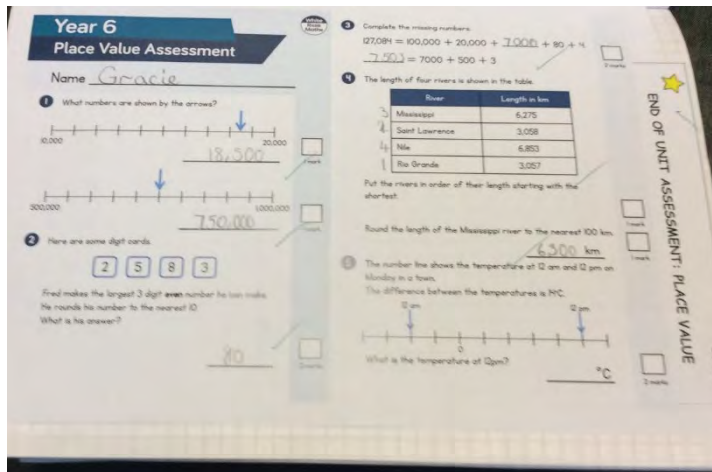 Year 6
Place Value Assessment
White Rose Maths
Name Gracie
1 What numbers are shown by the arrows?
10,000 20,000
18,500
1 mark
500,000 1,000,000
750,000
1 mark
2 Here are some digit cards.
2 5 8 3
Fred makes the largest 3 digit even number he can make.
He rounds his number to the nearest 10.
What is his answer?
80
2 marks
3 Complete the missing numbers.
127,084 = 100,000 + 20,000 + 7,000 + 80 + 4
7,503 = 7000 + 500 + 3
2 marks
4 The length of four rivers is shown in the table.
River Length in km
3 Mississippi 6,275
Saint Lawrence 3,058
4 Nile 6,853
1 Rio Grande 3,057
Put the rivers in order of their length starting with the
shortest.
1 mark
Round the length of the Mississippi river to the nearest 100 km.
6,300 km
1 mark
5 The number line shows the temperature at 12 am and 12 pm on
Monday in a town.
The difference between the temperatures is 14°C.
12 am 12 pm
0
What is the temperature at 12pm?
°C
2 marks
END OF UNIT ASSESSMENT: PLACE VALUE